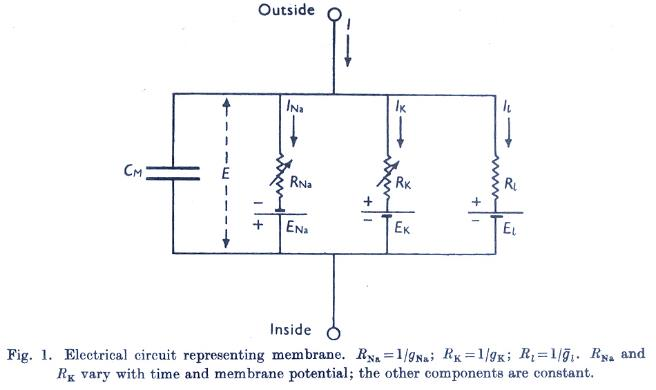 Outside
I
I_Na I_K I_l
C_M E R_Na R_K R_l
− + +
+ E_Na − E_K − E_l
Inside
Fig. 1. Electrical circuit representing membrane. R_Na=1/g_Na; R_K=1/g_K; R_l=1/ḡ_l. R_Na and
R_K vary with time and membrane potential; the other components are constant.